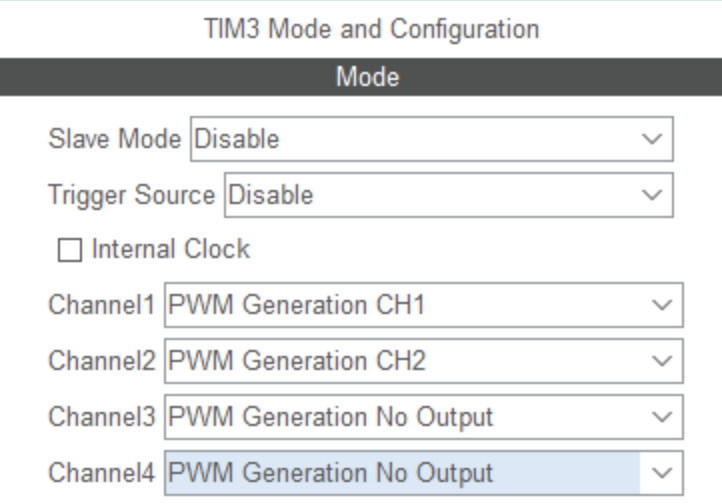 TIM3 Mode and Configuration
Mode
Slave Mode Disable
Trigger Source Disable
Internal Clock
Channel1 PWM Generation CH1
Channel2 PWM Generation CH2
Channel3 PWM Generation No Output
Channel4 PWM Generation No Output